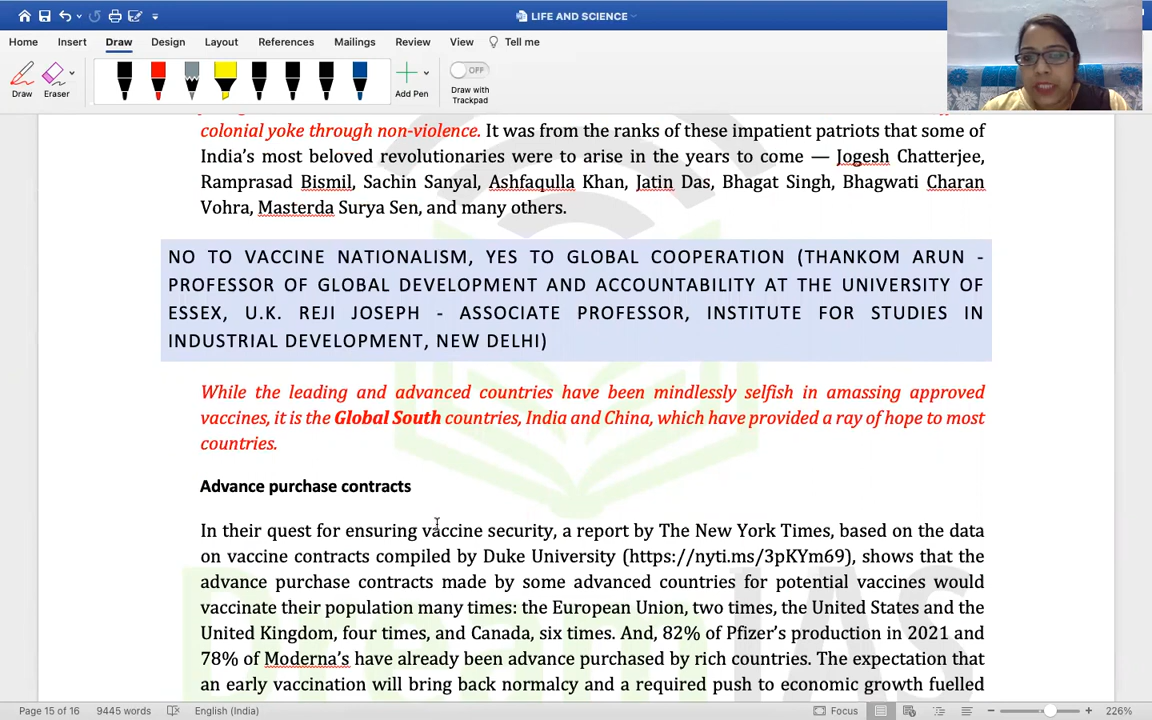 LIFE AND SCIENCE
Home Insert Draw Design Layout References Mailings Review View Tell me
OFF
Draw Eraser Add Pen Draw with
Trackpad
colonial yoke through non-violence. It was from the ranks of these impatient patriots that some of
India's most beloved revolutionaries were to arise in the years to come — Jogesh Chatterjee,
Ramprasad Bismil, Sachin Sanyal, Ashfaqulla Khan, Jatin Das, Bhagat Singh, Bhagwati Charan
Vohra, Masterda Surya Sen, and many others.
NO TO VACCINE NATIONALISM, YES TO GLOBAL COOPERATION (THANKOM ARUN -
PROFESSOR OF GLOBAL DEVELOPMENT AND ACCOUNTABILITY AT THE UNIVERSITY OF
ESSEX, U.K. REJI JOSEPH - ASSOCIATE PROFESSOR, INSTITUTE FOR STUDIES IN
INDUSTRIAL DEVELOPMENT, NEW DELHI)
While the leading and advanced countries have been mindlessly selfish in amassing approved
vaccines, it is the Global South countries, India and China, which have provided a ray of hope to most
countries.
Advance purchase contracts
In their quest for ensuring vaccine security, a report by The New York Times, based on the data
on vaccine contracts compiled by Duke University (https://nyti.ms/3pKYm69), shows that the
advance purchase contracts made by some advanced countries for potential vaccines would
vaccinate their population many times: the European Union, two times, the United States and the
United Kingdom, four times, and Canada, six times. And, 82% of Pfizer's production in 2021 and
78% of Moderna's have already been advance purchased by rich countries. The expectation that
an early vaccination will bring back normalcy and a required push to economic growth fuelled
Page 15 of 16 9445 words English (India) Focus 226%